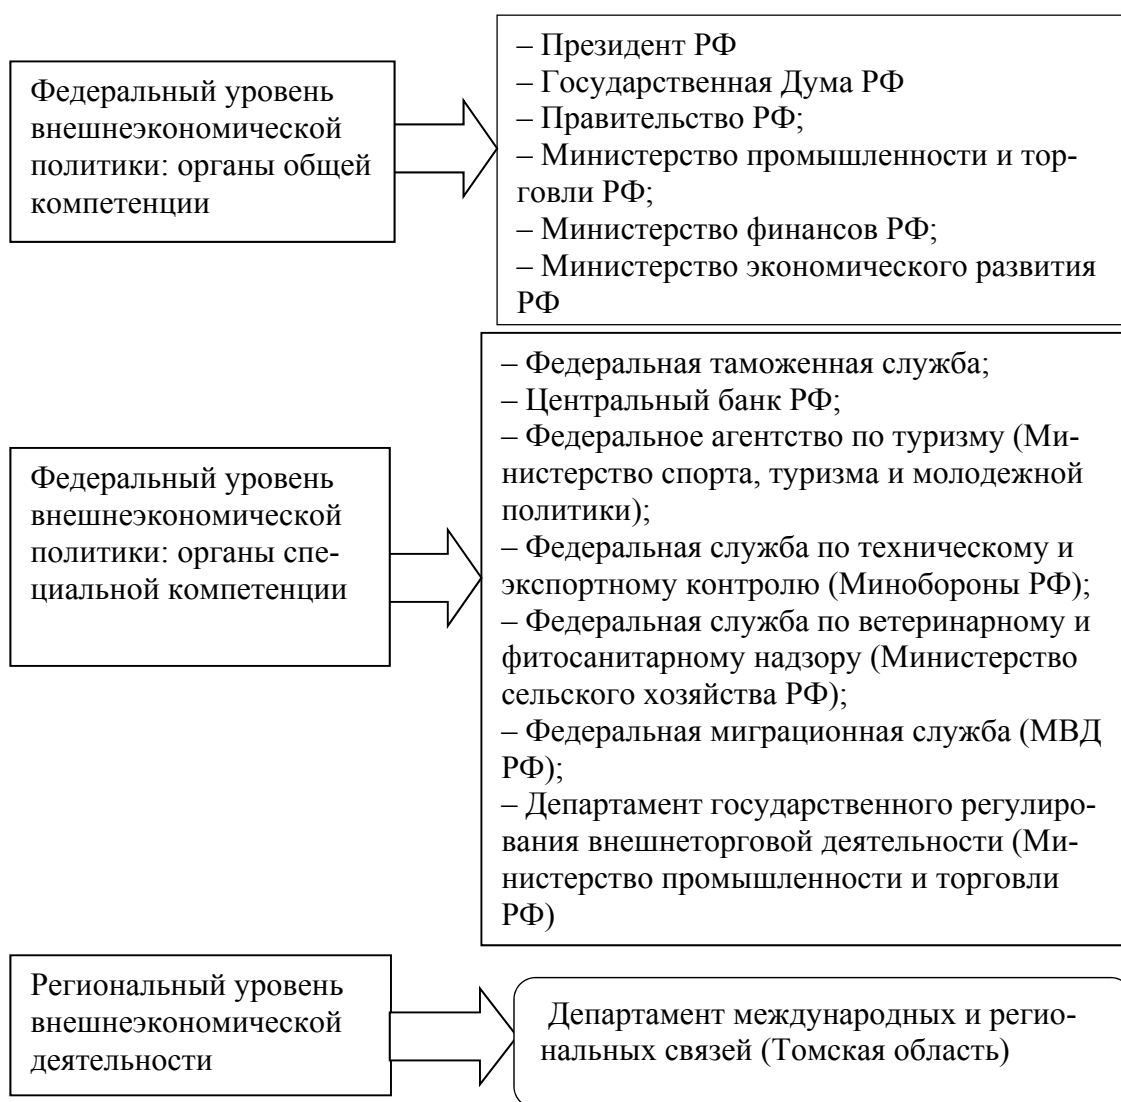 Федеральный уровень
внешнеэкономической
политики: органы общей
компетенции
– Президент РФ
– Государственная Дума РФ
– Правительство РФ;
– Министерство промышленности и тор-
говли РФ;
– Министерство финансов РФ;
– Министерство экономического развития
РФ
Федеральный уровень
внешнеэкономической
политики: органы спе-
циальной компетенции
– Федеральная таможенная служба;
– Центральный банк РФ;
– Федеральное агентство по туризму (Ми-
нистерство спорта, туризма и молодежной
политики);
– Федеральная служба по техническому и
экспортному контролю (Минобороны РФ);
– Федеральная служба по ветеринарному и
фитосанитарному надзору (Министерство
сельского хозяйства РФ);
– Федеральная миграционная служба (МВД
РФ);
– Департамент государственного регулиро-
вания внешнеторговой деятельности (Ми-
нистерство промышленности и торговли
РФ)
Региональный уровень
внешнеэкономической
деятельности
Департамент международных и регио-
нальных связей (Томская область)